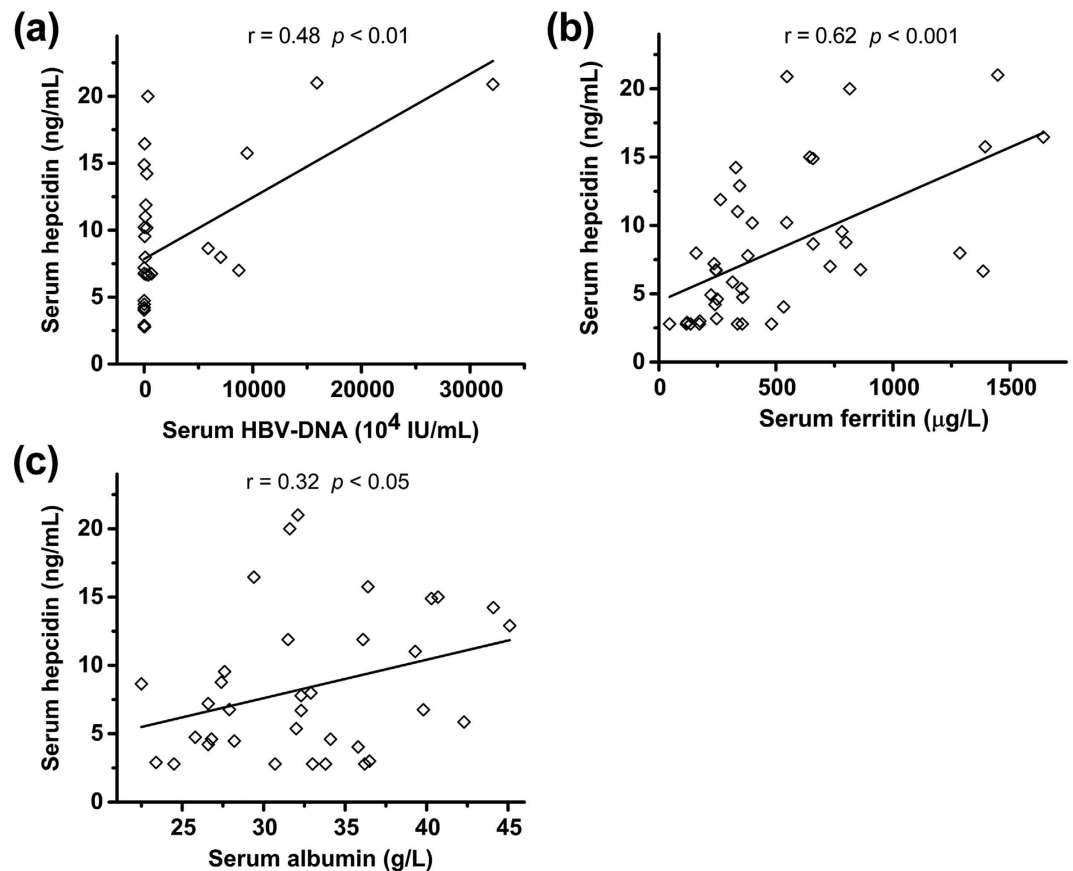 (a)
r = 0.48 p < 0.01
Serum hepcidin (ng/mL)
20
15
10
5
0
0 10000 20000 30000
Serum HBV-DNA (10⁴ IU/mL)
(b)
r = 0.62 p < 0.001
Serum hepcidin (ng/mL)
20
15
10
5
0
0 500 1000 1500
Serum ferritin (μg/L)
(c)
r = 0.32 p < 0.05
Serum hepcidin (ng/mL)
20
15
10
5
0
25 30 35 40 45
Serum albumin (g/L)